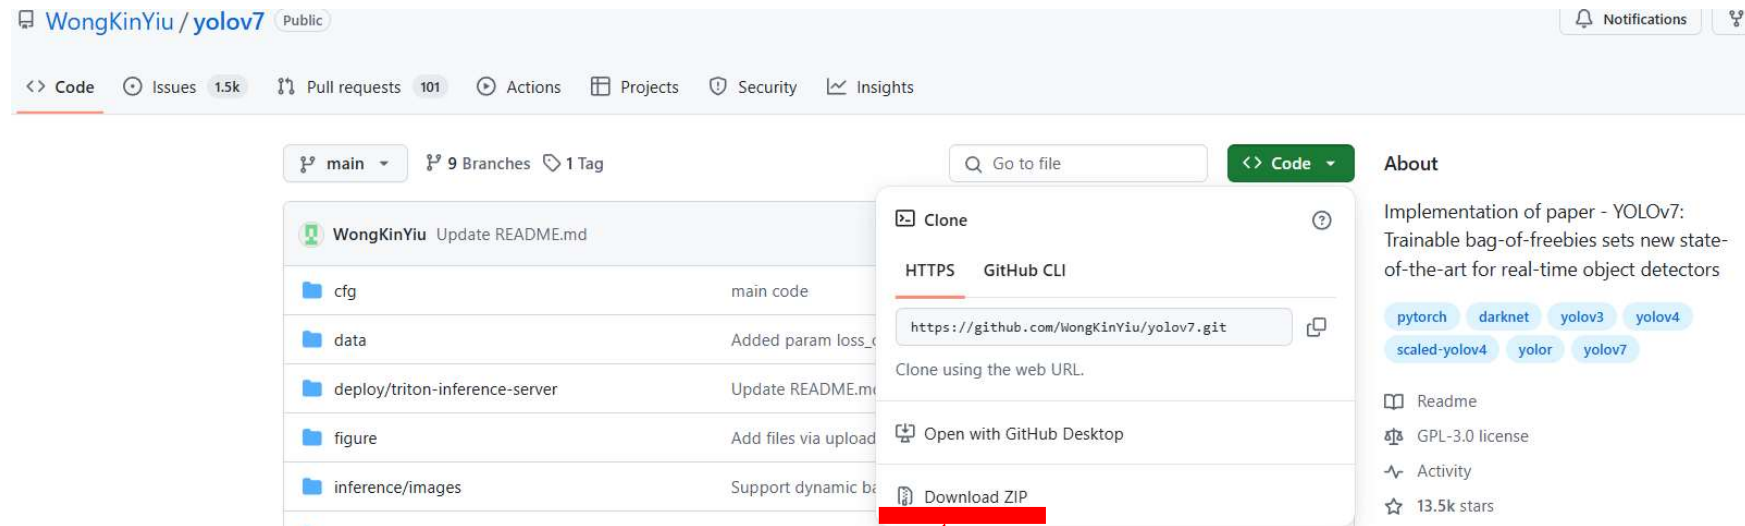 WongKinYiu / yolov7 Public
Notifications
Code Issues 1.5k Pull requests 101 Actions Projects Security Insights
main 9 Branches 1 Tag
Go to file
Code
WongKinYiu Update README.md
cfg main code
data Added param loss_
deploy/triton-inference-server Update README.m
figure Add files via upload
inference/images Support dynamic ba
Clone
HTTPS GitHub CLI
https://github.com/WongKinYiu/yolov7.git
Clone using the web URL.
Open with GitHub Desktop
Download ZIP
About
Implementation of paper - YOLOv7:
Trainable bag-of-freebies sets new state-
of-the-art for real-time object detectors
pytorch darknet yolov3 yolov4
scaled-yolov4 yolor yolov7
Readme
GPL-3.0 license
Activity
13.5k stars